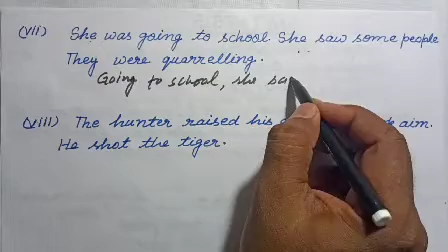 (vii) She was going to school. She saw some people.
They were quarrelling.
Going to school, she sa
(viii) The hunter raised his aim.
He shot the tiger.